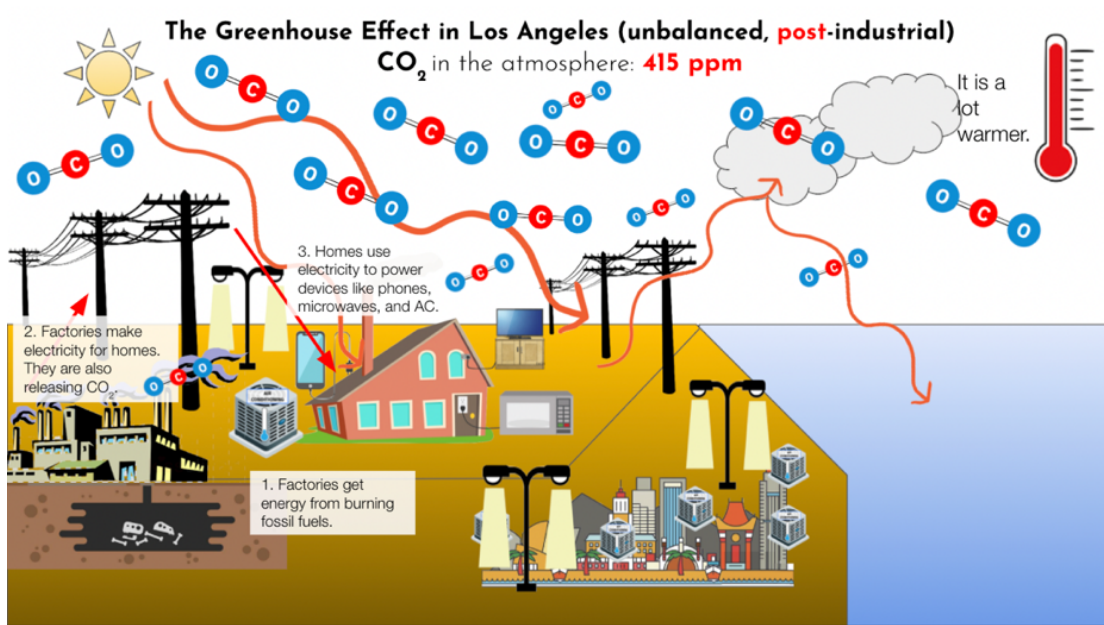 The Greenhouse Effect in Los Angeles (unbalanced, post-industrial)
CO2 in the atmosphere: 415 ppm
It is a
lot
warmer.
O C O
O C O
O C O
O C O
O C O
O C O
O C O
O C O
O C O
O C O
O C O
O C O
O C O
3. Homes use
electricity to power
devices like phones,
microwaves, and AC.
2. Factories make
electricity for homes.
They are also
releasing CO2.
O C O
AIR
CONDITIONING
1. Factories get
energy from burning
fossil fuels.